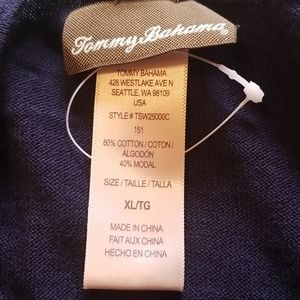 Tommy Bahama
TOMMY BAHAMA
428 WESTLAKE AVE N
SEATTLE, WA 98109
USA
STYLE # TSW25000C
151
60% COTTON / COTON /
ALGODÓN
40% MODAL
SIZE / TAILLE / TALLA
XL/TG
MADE IN CHINA
FAIT AUX CHINA
HECHO EN CHINA